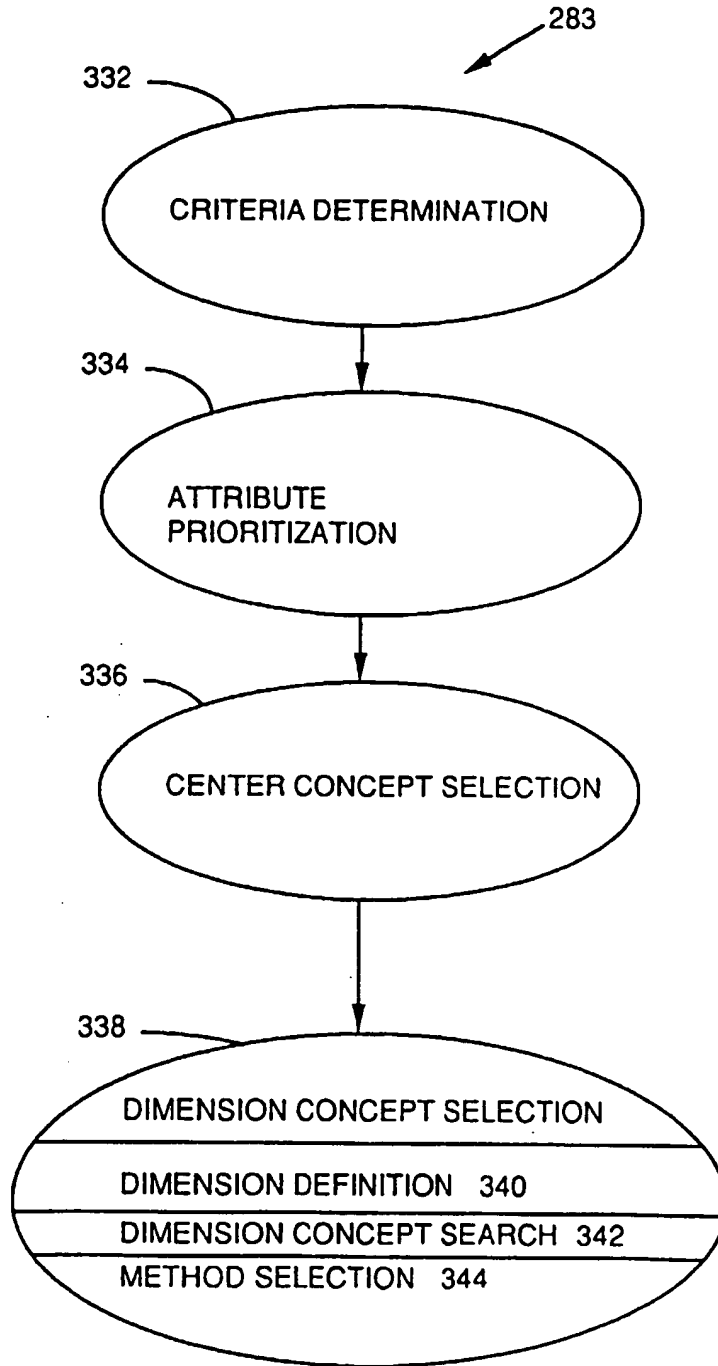 283
332
CRITERIA DETERMINATION
334
ATTRIBUTE
PRIORITIZATION
336
CENTER CONCEPT SELECTION
338
DIMENSION CONCEPT SELECTION
DIMENSION DEFINITION 340
DIMENSION CONCEPT SEARCH 342
METHOD SELECTION 344